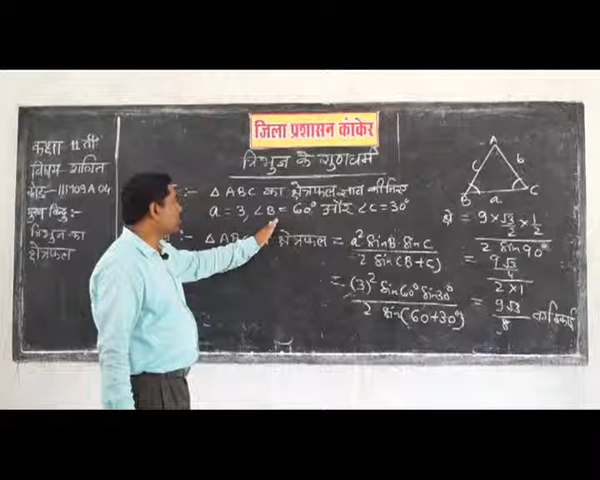 जिला प्रशासन कांकेर
त्रिभुज के गुणधर्म
कक्षा 11 वीं
विषय गणित
कोड- 111709A04
मुख्य बिन्दु:-
त्रिभुज का
क्षेत्रफल
:- △ ABC का क्षेत्रफल ज्ञात कीजिए
a = 3, ∠B = 60° और ∠C = 30°
:- △ ABC क्षेत्रफल = a² sinB · sinC / 2 sin(B+C)
= (3)² sin60° sin30° / 2 sin(60+30°)
A
c b
B a C
क्षे = 9 × √3/2 × 1/2 / 2 sin90°
= 9√3/4 / 2×1
= 9√3/8